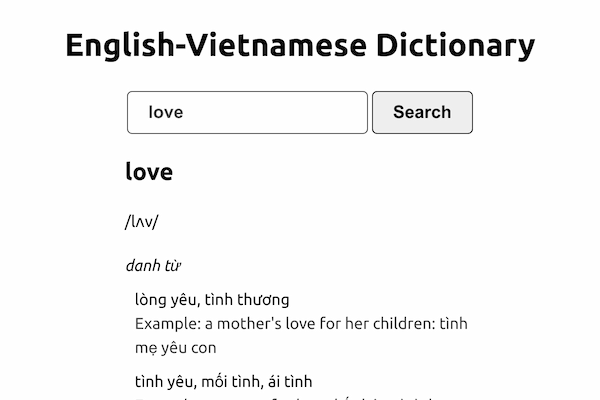 English-Vietnamese Dictionary
love
Search
love
/lʌv/
danh từ
lòng yêu, tình thương
Example: a mother's love for her children: tình
mẹ yêu con
tình yêu, mối tình, ái tình